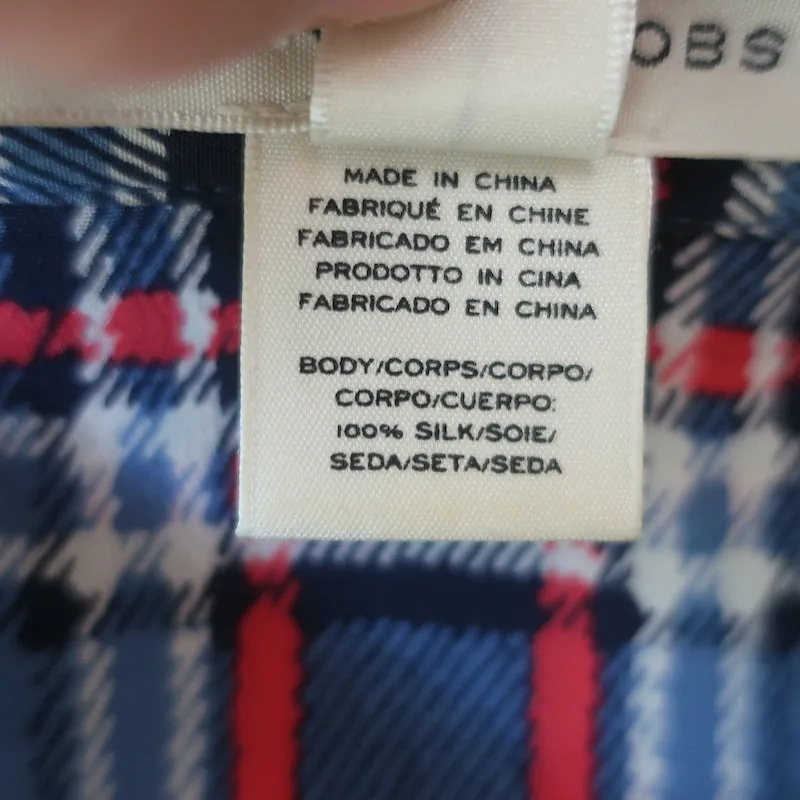 OBS
MADE IN CHINA
FABRIQUÉ EN CHINE
FABRICADO EM CHINA
PRODOTTO IN CINA
FABRICADO EN CHINA
BODY/CORPS/CORPO/
CORPO/CUERPO:
100% SILK/SOIE/
SEDA/SETA/SEDA